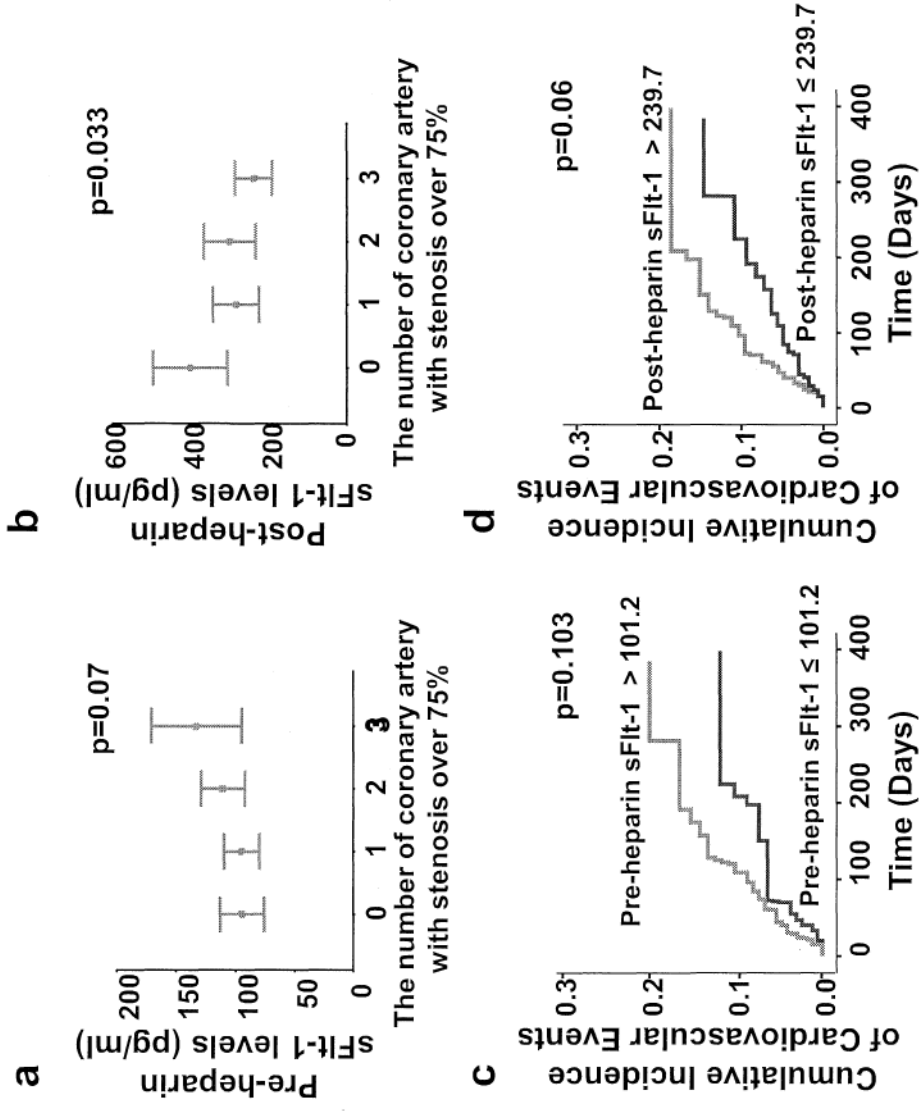 a
p=0.07
200
150
100
50
0
Pre-heparin
sFlt-1 levels (pg/ml)
0
1
2
3
The number of coronary artery
with stenosis over 75%
b
p=0.033
600
400
200
0
Post-heparin
sFlt-1 levels (pg/ml)
0
1
2
3
The number of coronary artery
with stenosis over 75%
c
p=0.103
0.3
0.2
0.1
0.0
Cumulative Incidence
of Cardiovascular Events
Pre-heparin sFlt-1 > 101.2
Pre-heparin sFlt-1 ≤ 101.2
0
100
200
300
400
Time (Days)
d
p=0.06
0.3
0.2
0.1
0.0
Cumulative Incidence
of Cardiovascular Events
Post-heparin sFlt-1 > 239.7
Post-heparin sFlt-1 ≤ 239.7
0
100
200
300
400
Time (Days)